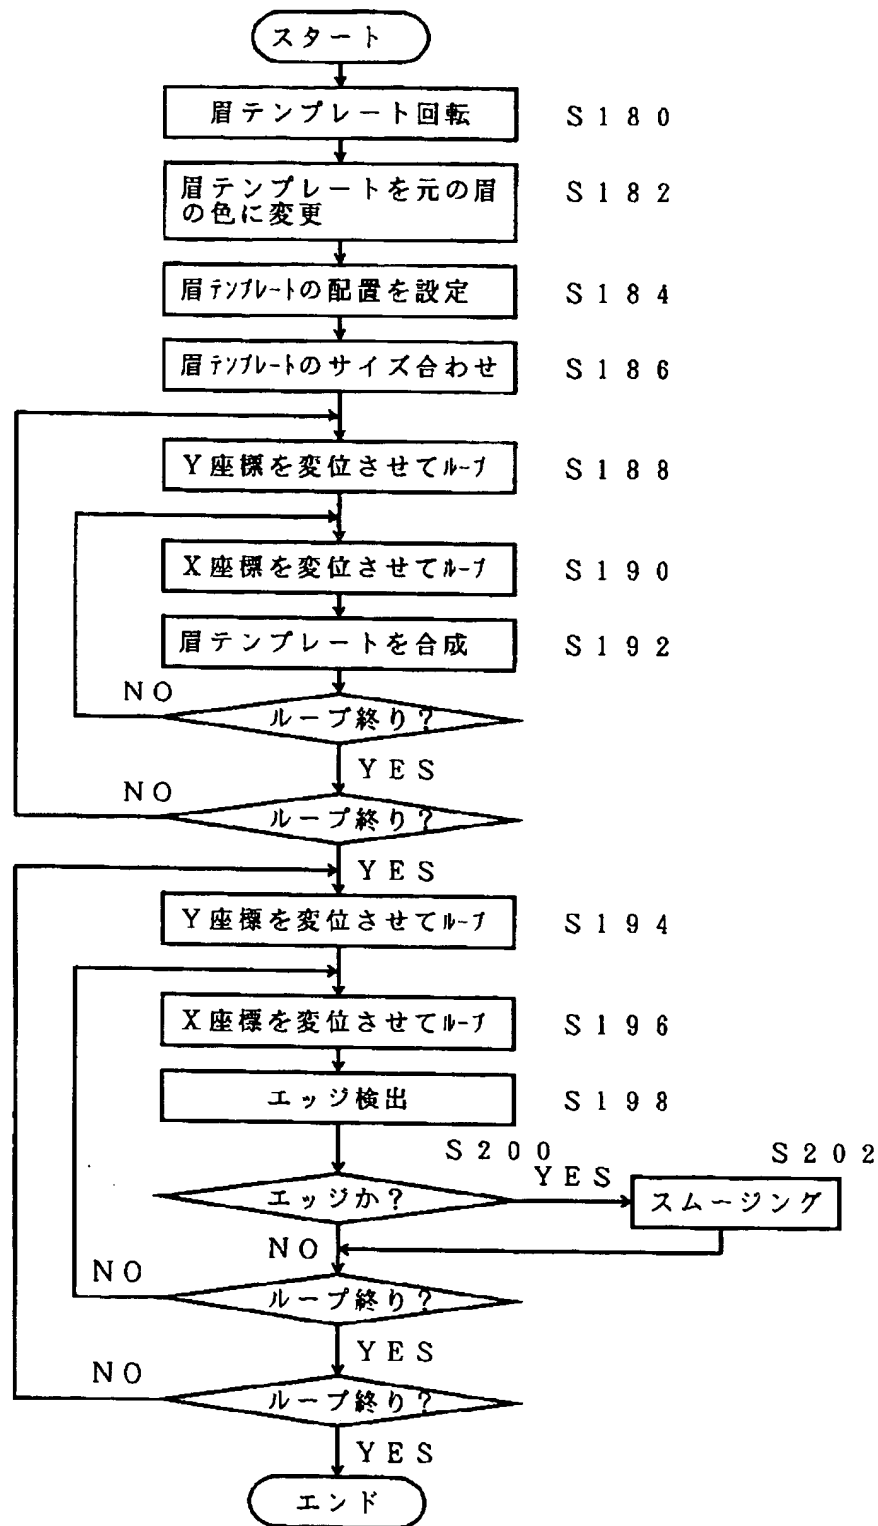 スタート
眉テンプレート回転
S180
眉テンプレートを元の眉
の色に変更
S182
眉テンプレートの配置を設定
S184
眉テンプレートのサイズ合わせ
S186
Y座標を変位させてループ
S188
X座標を変位させてループ
S190
眉テンプレートを合成
S192
NO
ループ終り?
YES
NO
ループ終り?
YES
Y座標を変位させてループ
S194
X座標を変位させてループ
S196
エッジ検出
S198
S200
S202
エッジか?
YES
スムージング
NO
NO
ループ終り?
YES
NO
ループ終り?
YES
エンド